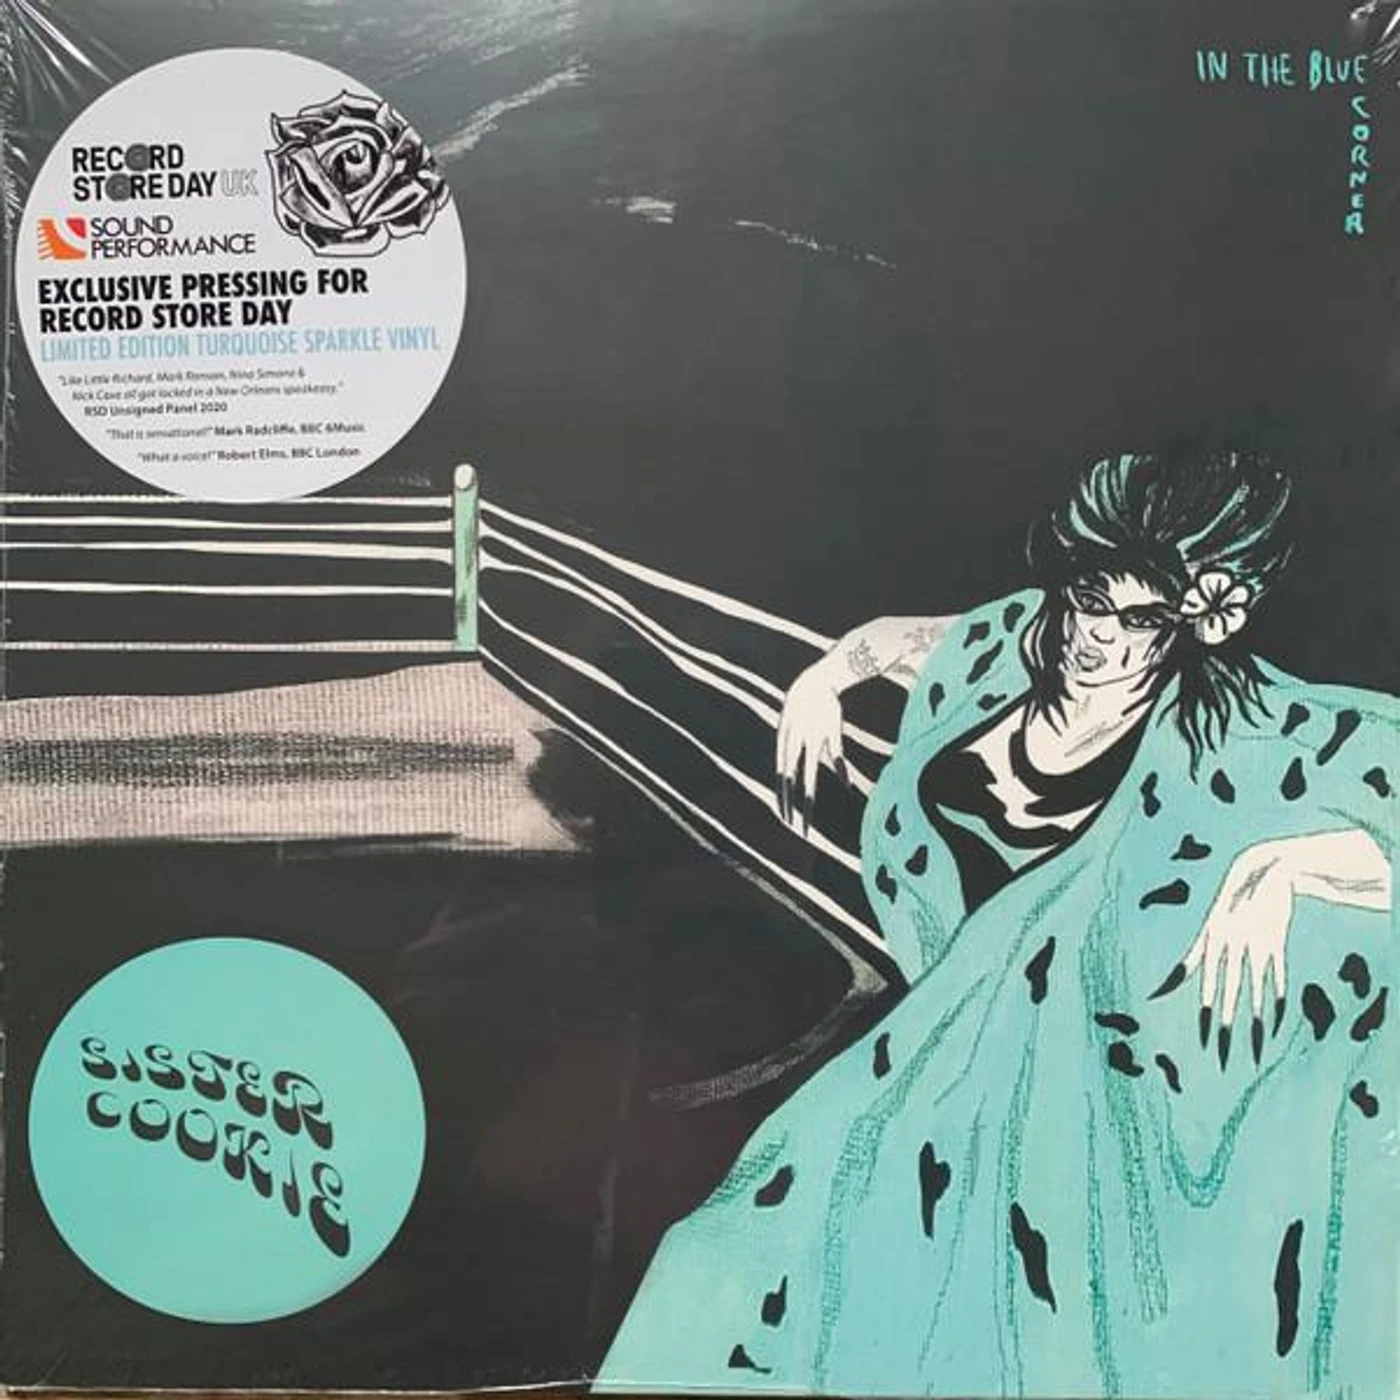 IN THE BLUE
CORNER
RECORD
STORE DAY UK
SOUND
PERFORMANCE
EXCLUSIVE PRESSING FOR
RECORD STORE DAY
LIMITED EDITION TURQUOISE SPARKLE VINYL
"Like Little Richard, Mark Ronson, Nina Simone &
Nick Cave all got locked in a New Orleans speakeasy."
RSD Unsigned Panel 2020
"That is sensational!" Mark Radcliffe, BBC 6Music
"What a voice!" Robert Elms, BBC London
SISTER
COOKIE